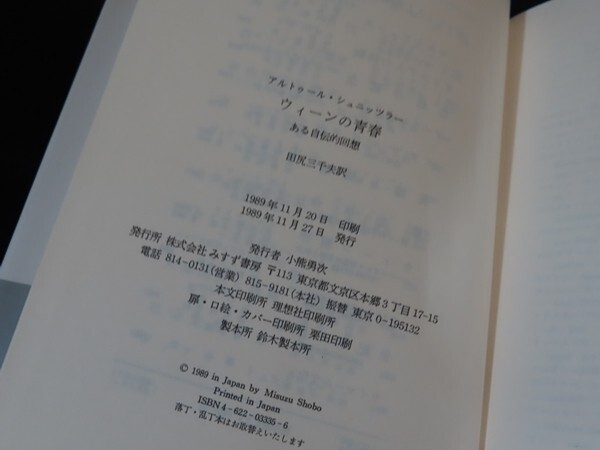 アルトゥール・シュニッツラー
ウィーンの青春
ある自伝的回想
田尻三千夫訳
1989年11月20日 印刷
1989年11月27日 発行
発行者 小熊勇次
発行所 株式会社 みすず書房 〒113 東京都文京区本郷3丁目17-15
電話 814-0131(営業) 815-9181(本社) 振替 東京0-195132
本文印刷所 理想社印刷所
扉・口絵・カバー印刷所 栗田印刷
製本所 鈴木製本所
© 1989 in Japan by Misuzu Shobo
Printed in Japan
ISBN4-622-03335-6
落丁・乱丁本はお取替えいたします